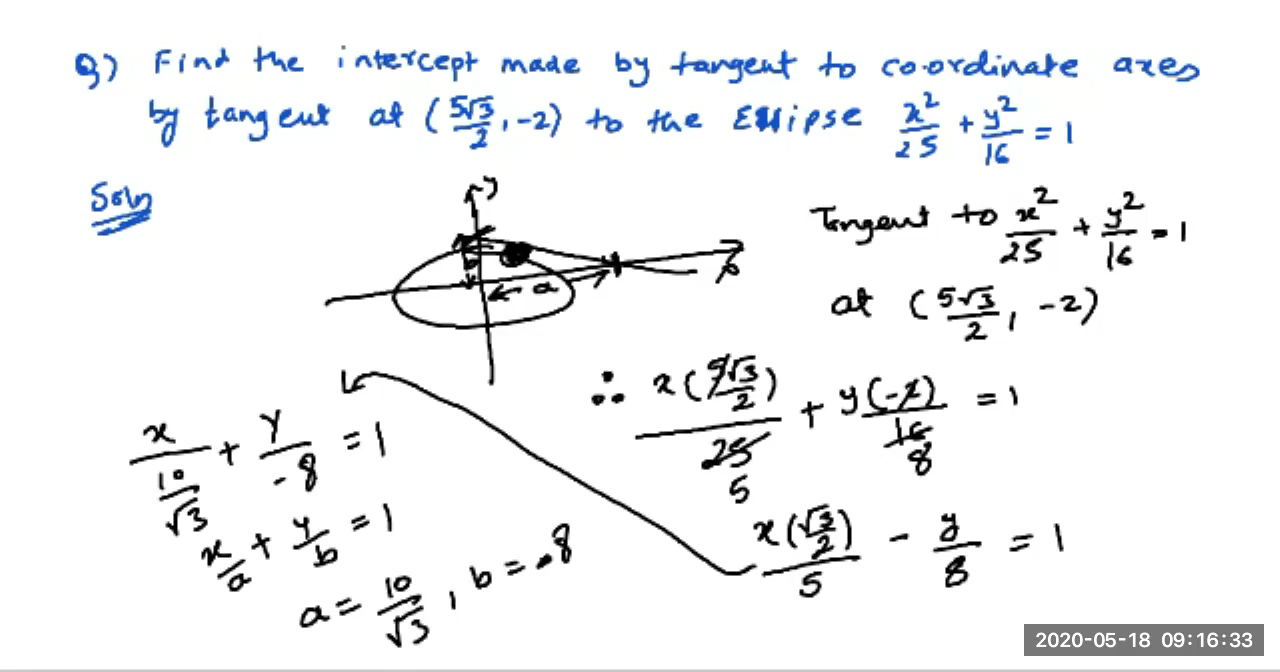 Q) Find the intercept made by tangent to co-ordinate axes
by tangent at (5√3/2, -2) to the Ellipse x²/25 + y²/16 = 1
Soln
y
x
b
a
Tangent to x²/25 + y²/16 = 1
at (5√3/2, -2)
∴ x(5√3/2)/25 5 + y(-2)/16 8 = 1
x(√3/2)/5 - y/8 = 1
x/(10/√3) + y/-8 = 1
x/a + y/b = 1
a = 10/√3, b = -8
2020-05-18 09:16:33